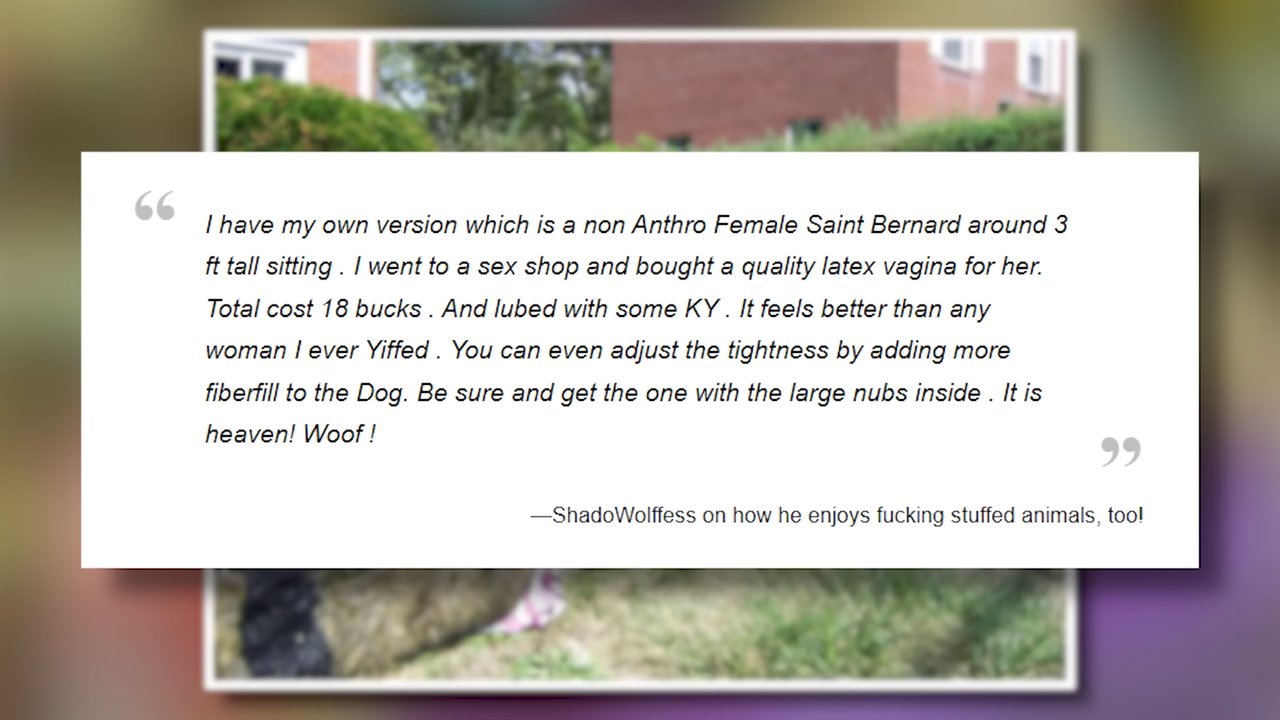 “
I have my own version which is a non Anthro Female Saint Bernard around 3
ft tall sitting . I went to a sex shop and bought a quality latex vagina for her.
Total cost 18 bucks . And lubed with some KY . It feels better than any
woman I ever Yiffed . You can even adjust the tightness by adding more
fiberfill to the Dog. Be sure and get the one with the large nubs inside . It is
heaven! Woof !
”
—ShadoWolffess on how he enjoys fucking stuffed animals, too!